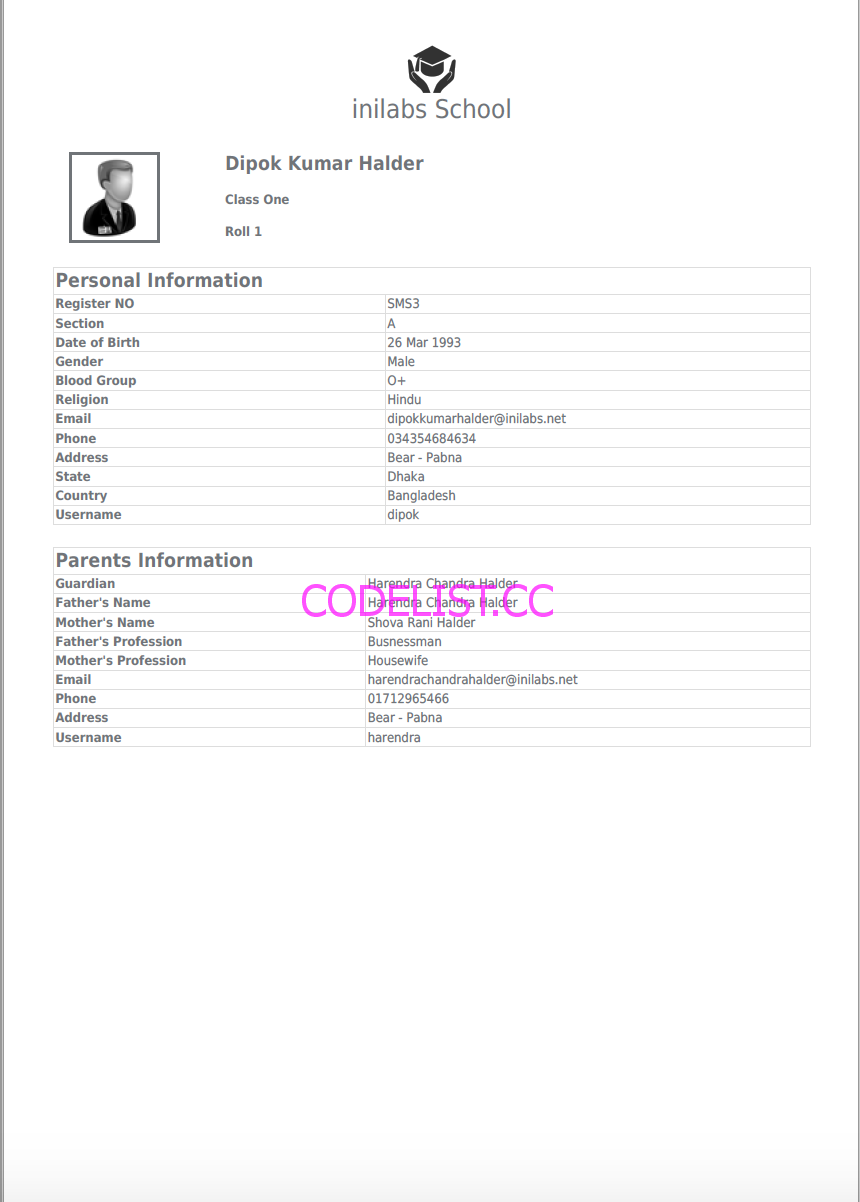 inilabs School
Dipok Kumar Halder
Class One
Roll 1
Personal Information
Register NO SMS3
Section A
Date of Birth 26 Mar 1993
Gender Male
Blood Group O+
Religion Hindu
Email dipokkumarhalder@inilabs.net
Phone 034354684634
Address Bear - Pabna
State Dhaka
Country Bangladesh
Username dipok
Parents Information
Guardian Harendra Chandra Halder
CODELIST.CC
Father's Name Harendra Chandra Halder
Mother's Name Shova Rani Halder
Father's Profession Busnessman
Mother's Profession Housewife
Email harendrachandrahalder@inilabs.net
Phone 01712965466
Address Bear - Pabna
Username harendra